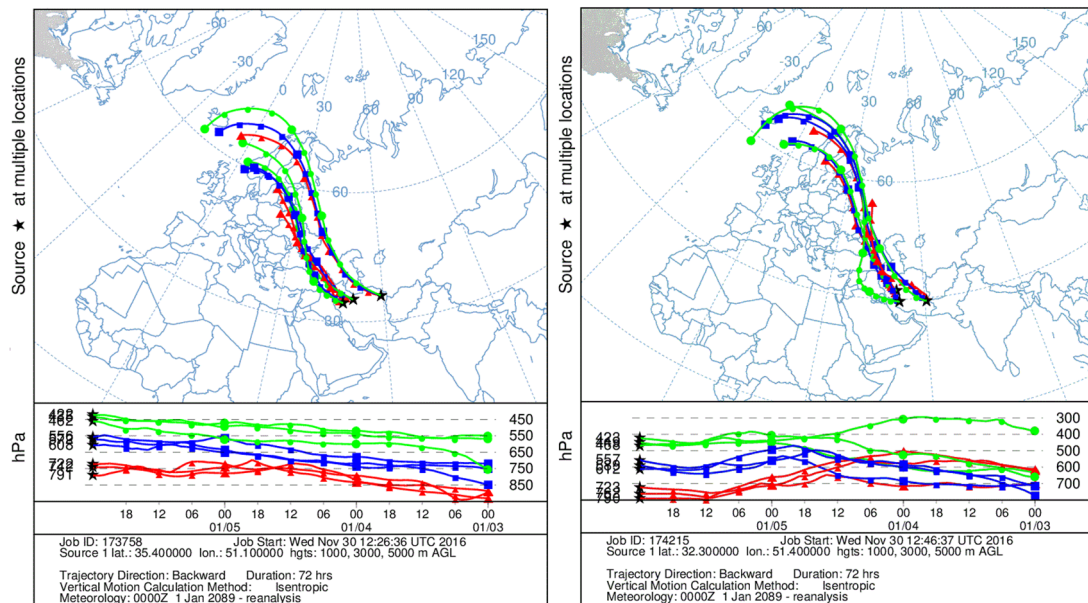 Source ★ at multiple locations
-60
-30
0
30
60
90
120
150
60
30
hPa
450
550
650
750
850
18 12 06 00 18 12 06 00 18 12 06 00
01/05 01/04 01/03
Job ID: 173758 Job Start: Wed Nov 30 12:26:36 UTC 2016
Source 1 lat.: 35.400000 lon.: 51.100000 hgts: 1000, 3000, 5000 m AGL
Trajectory Direction: Backward Duration: 72 hrs
Vertical Motion Calculation Method: Isentropic
Meteorology: 0000Z 1 Jan 2089 - reanalysis
Source ★ at multiple locations
-60
-30
0
30
60
90
120
150
60
hPa
300
400
500
600
700
18 12 06 00 18 12 06 00 18 12 06 00
01/05 01/04 01/03
Job ID: 174215 Job Start: Wed Nov 30 12:46:37 UTC 2016
Source 1 lat.: 32.300000 lon.: 51.400000 hgts: 1000, 3000, 5000 m AGL
Trajectory Direction: Backward Duration: 72 hrs
Vertical Motion Calculation Method: Isentropic
Meteorology: 0000Z 1 Jan 2089 - reanalysis